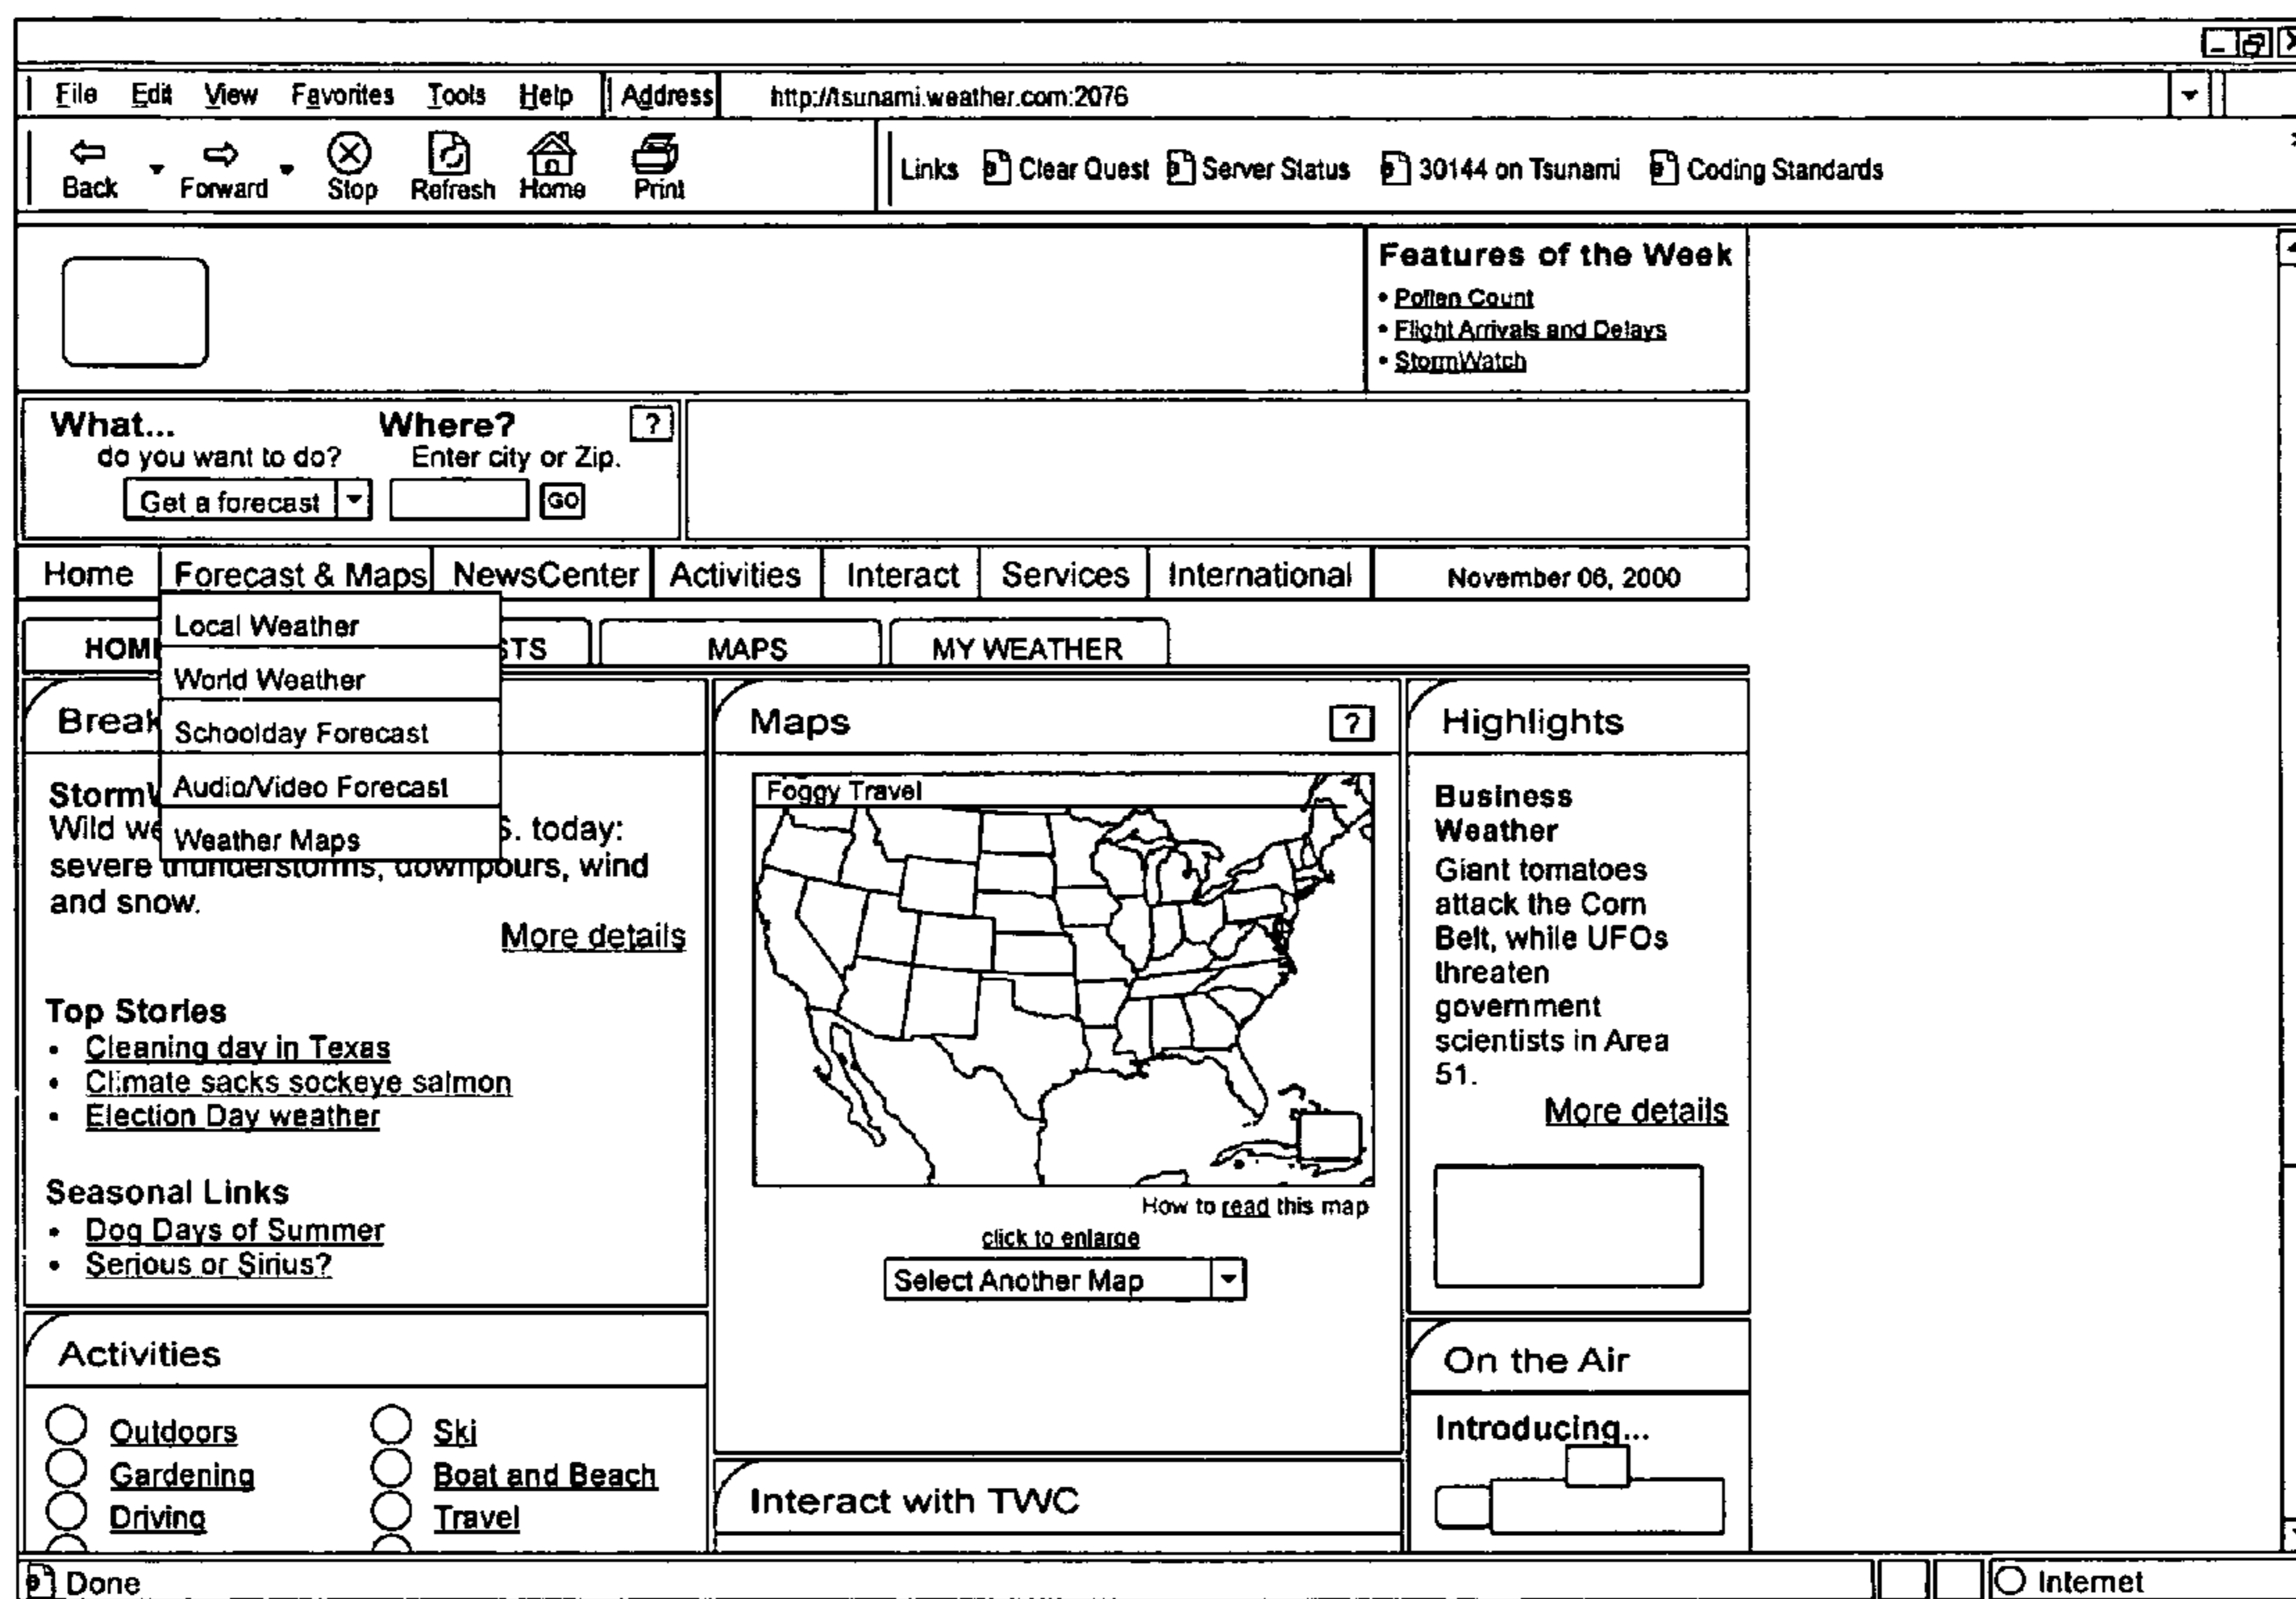 File Edit View Favorites Tools Help Address http://tsunami.weather.com:2076
Back Forward Stop Refresh Home Print Links Clear Quest Server Status 30144 on Tsunami Coding Standards
Features of the Week
• Pollen Count
• Flight Arrivals and Delays
• StormWatch
What... Where? ?
do you want to do? Enter city or Zip.
Get a forecast GO
Home Forecast & Maps NewsCenter Activities Interact Services International November 06, 2000
Local Weather
World Weather
Schoolday Forecast
Audio/Video Forecast
Weather Maps
MAPS MY WEATHER
Wild
today:
severe thunderstorms, downpours, wind
and snow.
More details
Top Stories
• Cleaning day in Texas
• Climate sacks sockeye salmon
• Election Day weather
Seasonal Links
• Dog Days of Summer
• Serious or Sirius?
Activities
Outdoors Ski
Gardening Boat and Beach
Driving Travel
Maps ?
Foggy Travel
How to read this map
click to enlarge
Select Another Map
Interact with TWC
Highlights
Business
Weather
Giant tomatoes
attack the Corn
Belt, while UFOs
threaten
government
scientists in Area
51.
More details
On the Air
Introducing...
Done Internet